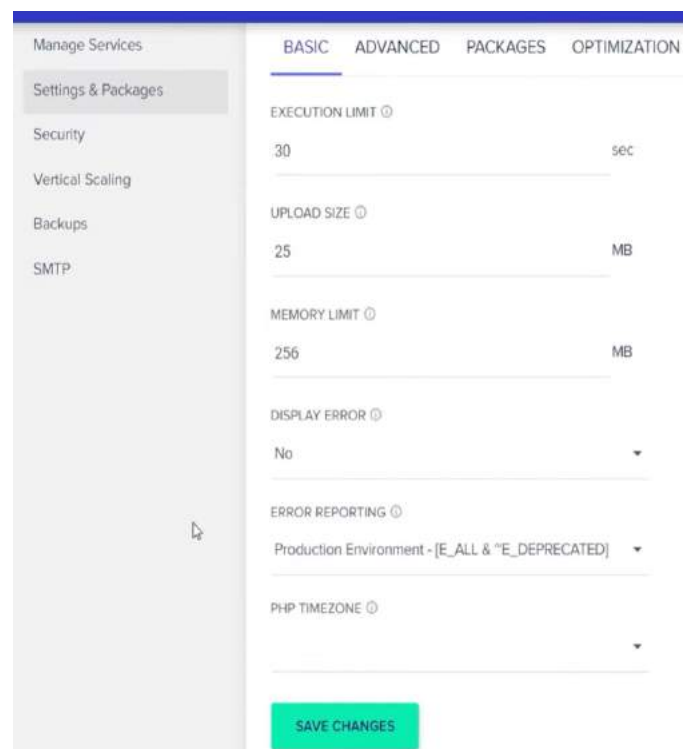 Manage Services
Settings & Packages
Security
Vertical Scaling
Backups
SMTP
BASIC ADVANCED PACKAGES OPTIMIZATION
EXECUTION LIMIT
30 sec
UPLOAD SIZE
25 MB
MEMORY LIMIT
256 MB
DISPLAY ERROR
No
ERROR REPORTING
Production Environment - [E_ALL & ~E_DEPRECATED]
PHP TIMEZONE
SAVE CHANGES